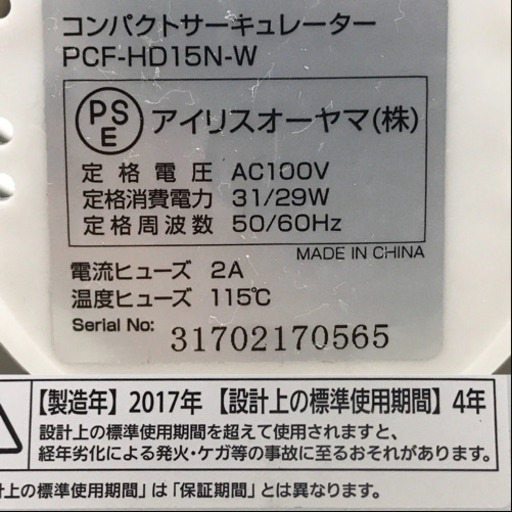 コンパクトサーキュレーター
PCF-HD15N-W
PSE アイリスオーヤマ(株)
定格電圧 AC100V
定格消費電力 31/29W
定格周波数 50/60Hz
MADE IN CHINA
電流ヒューズ 2A
温度ヒューズ 115℃
Serial No: 31702170565
【製造年】2017年【設計上の標準使用期間】4年
設計上の標準使用期間を超えて使用されますと、
経年劣化による発火・ケガ等の事故に至るおそれがあります。
計上の標準使用期間」は「保証期間」とは異なります。